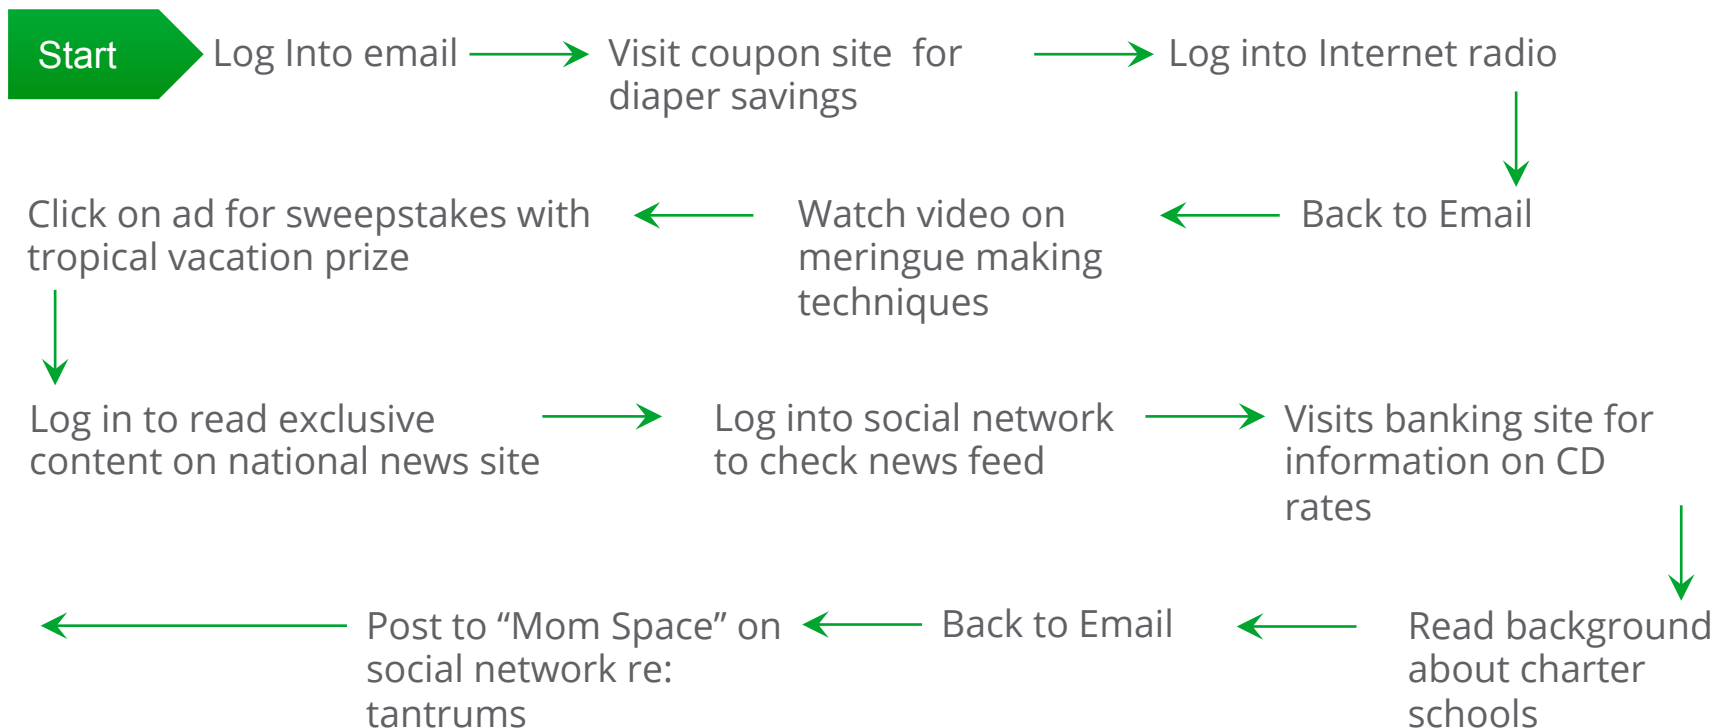 Start
Log Into email
Visit coupon site for
diaper savings
Log into Internet radio
Back to Email
Watch video on
meringue making
techniques
Click on ad for sweepstakes with
tropical vacation prize
Log in to read exclusive
content on national news site
Log into social network
to check news feed
Visits banking site for
information on CD
rates
Read background
about charter
schools
Back to Email
Post to “Mom Space” on
social network re:
tantrums